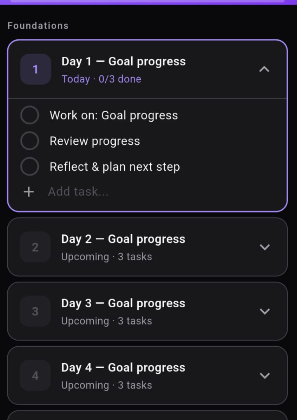 Foundations
1
Day 1 — Goal progress
Today · 0/3 done
Work on: Goal progress
Review progress
Reflect & plan next step
+ Add task...
2
Day 2 — Goal progress
Upcoming · 3 tasks
3
Day 3 — Goal progress
Upcoming · 3 tasks
4
Day 4 — Goal progress
Upcoming · 3 tasks